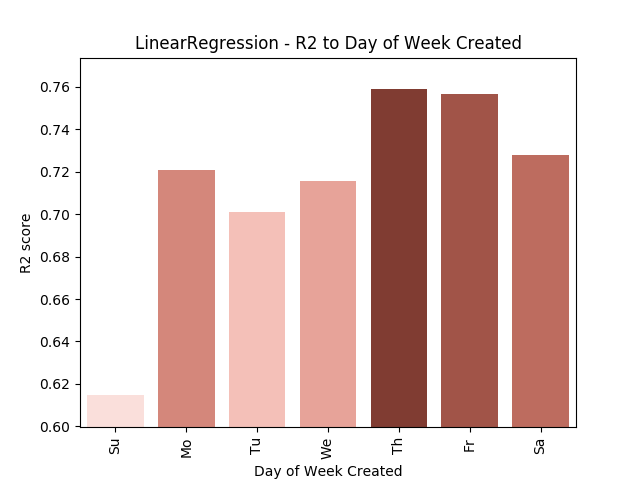 LinearRegression - R2 to Day of Week Created
R2 score
0.76
0.74
0.72
0.70
0.68
0.66
0.64
0.62
0.60
Su Mo Tu We Th Fr Sa
Day of Week Created